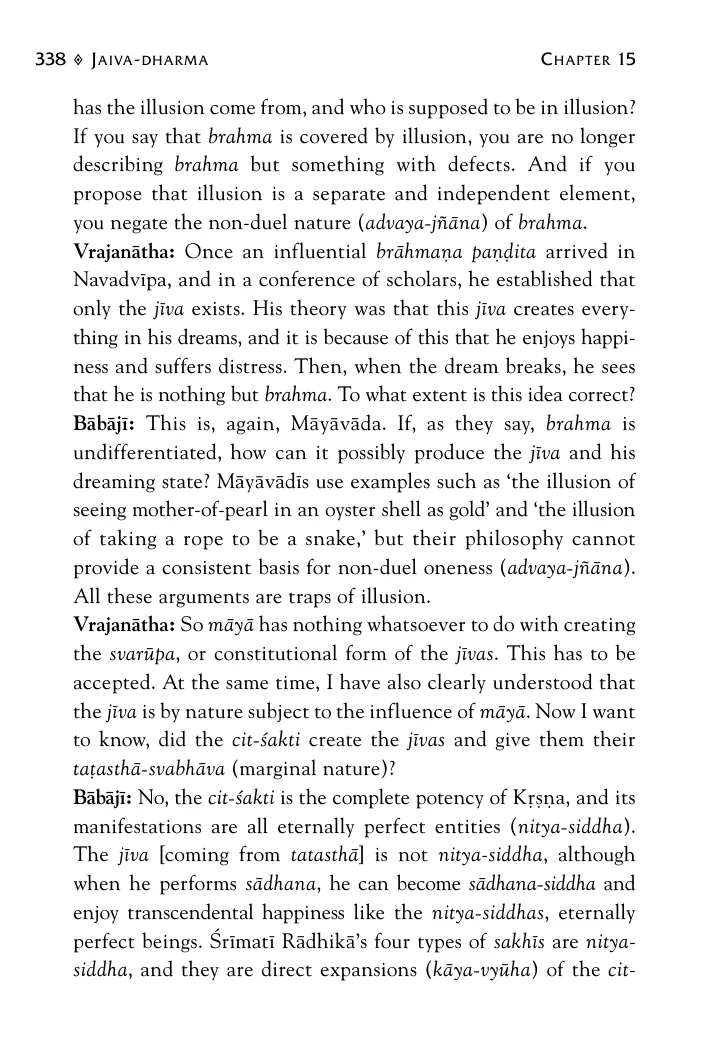 338 ◈ Jaiva-dharma Chapter 15
has the illusion come from, and who is supposed to be in illusion?
If you say that brahma is covered by illusion, you are no longer
describing brahma but something with defects. And if you
propose that illusion is a separate and independent element,
you negate the non-duel nature (advaya-jñāna) of brahma.
Vrajanātha: Once an influential brāhmaṇa paṇḍita arrived in
Navadvīpa, and in a conference of scholars, he established that
only the jīva exists. His theory was that this jīva creates every-
thing in his dreams, and it is because of this that he enjoys happi-
ness and suffers distress. Then, when the dream breaks, he sees
that he is nothing but brahma. To what extent is this idea correct?
Bābājī: This is, again, Māyāvāda. If, as they say, brahma is
undifferentiated, how can it possibly produce the jīva and his
dreaming state? Māyāvādīs use examples such as ‘the illusion of
seeing mother-of-pearl in an oyster shell as gold’ and ‘the illusion
of taking a rope to be a snake,’ but their philosophy cannot
provide a consistent basis for non-duel oneness (advaya-jñāna).
All these arguments are traps of illusion.
Vrajanātha: So māyā has nothing whatsoever to do with creating
the svarūpa, or constitutional form of the jīvas. This has to be
accepted. At the same time, I have also clearly understood that
the jīva is by nature subject to the influence of māyā. Now I want
to know, did the cit-śakti create the jīvas and give them their
taṭasthā-svabhāva (marginal nature)?
Bābājī: No, the cit-śakti is the complete potency of Kṛṣṇa, and its
manifestations are all eternally perfect entities (nitya-siddha).
The jīva [coming from tatasthā] is not nitya-siddha, although
when he performs sādhana, he can become sādhana-siddha and
enjoy transcendental happiness like the nitya-siddhas, eternally
perfect beings. Śrīmatī Rādhikā’s four types of sakhīs are nitya-
siddha, and they are direct expansions (kāya-vyūha) of the cit-